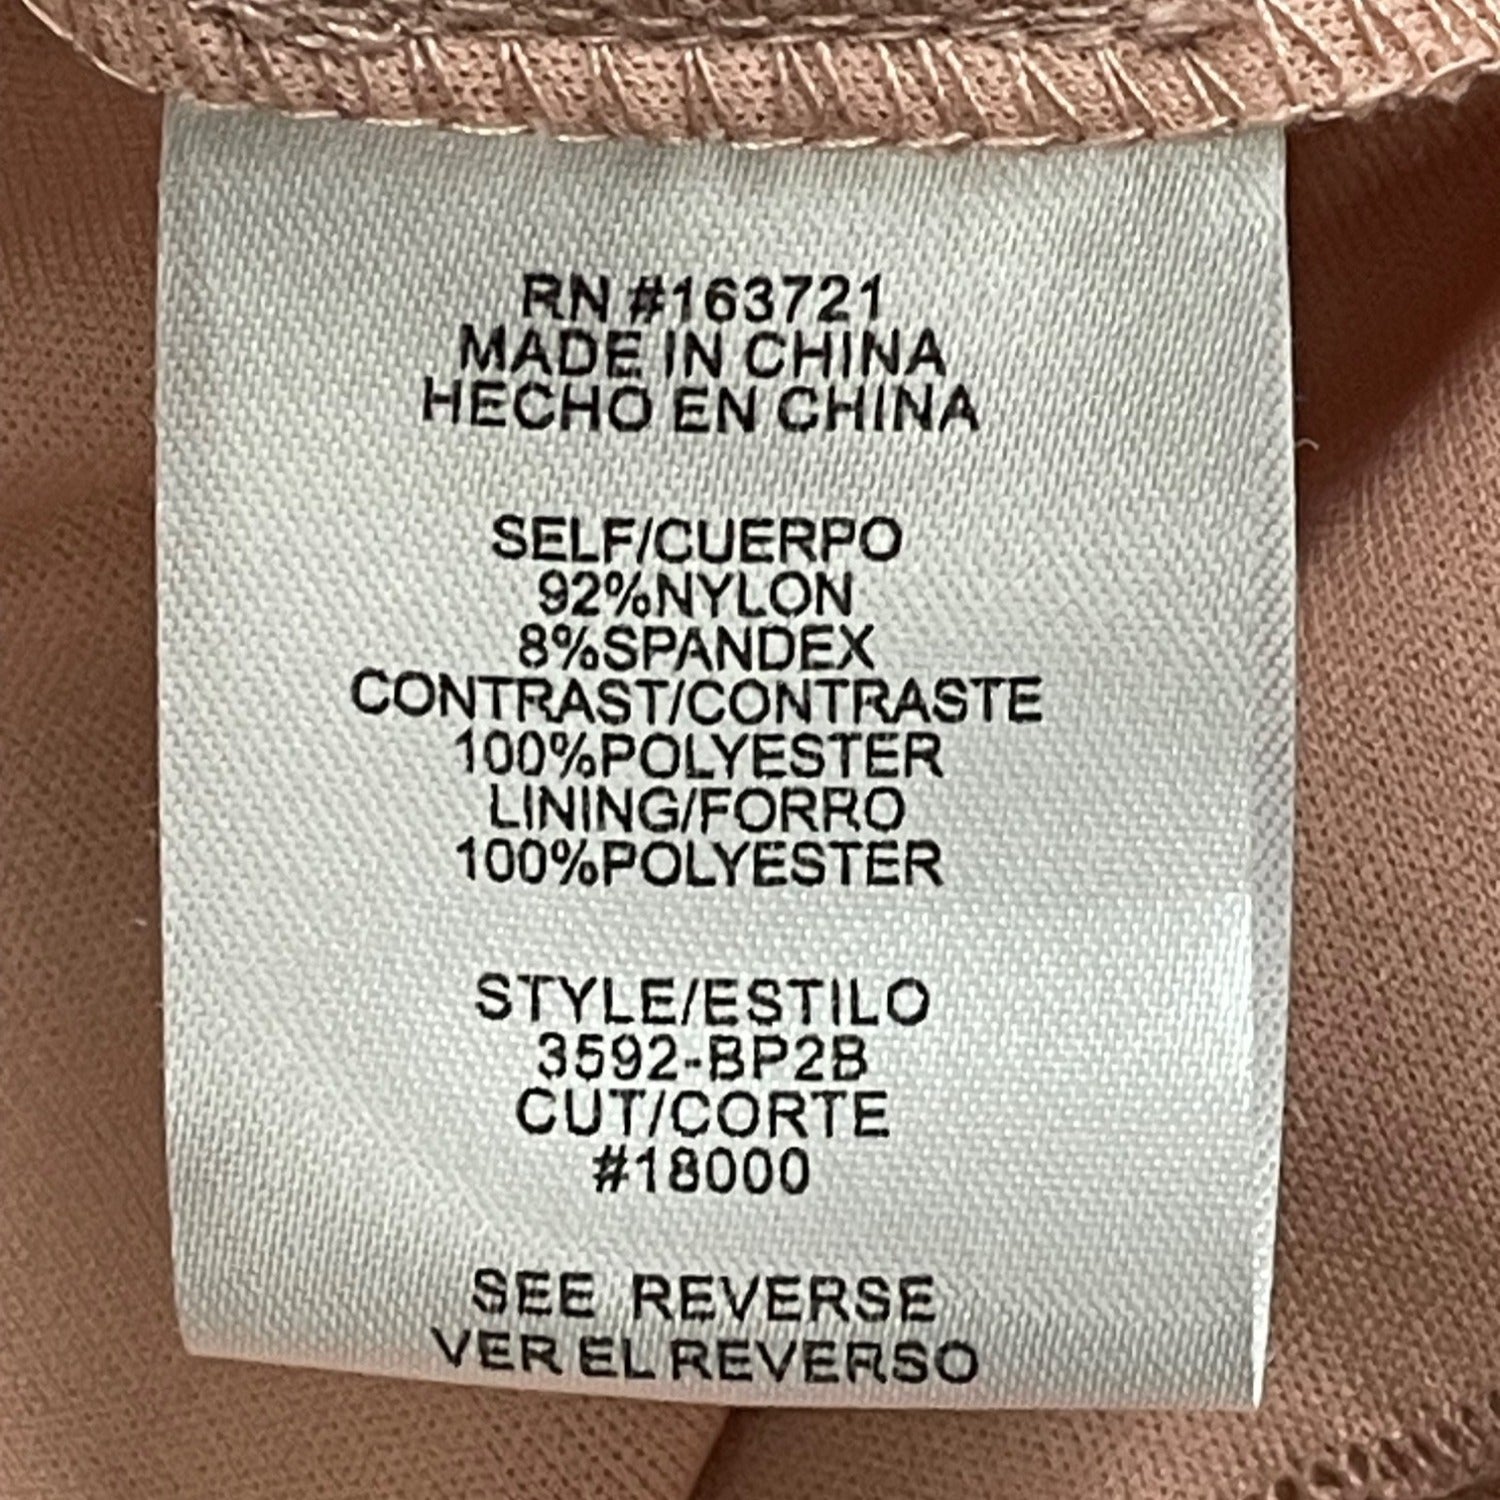 RN #163721
MADE IN CHINA
HECHO EN CHINA
SELF/CUERPO
92%NYLON
8%SPANDEX
CONTRAST/CONTRASTE
100%POLYESTER
LINING/FORRO
100%POLYESTER
STYLE/ESTILO
3592-BP2B
CUT/CORTE
#18000
SEE REVERSE
VER EL REVERSO